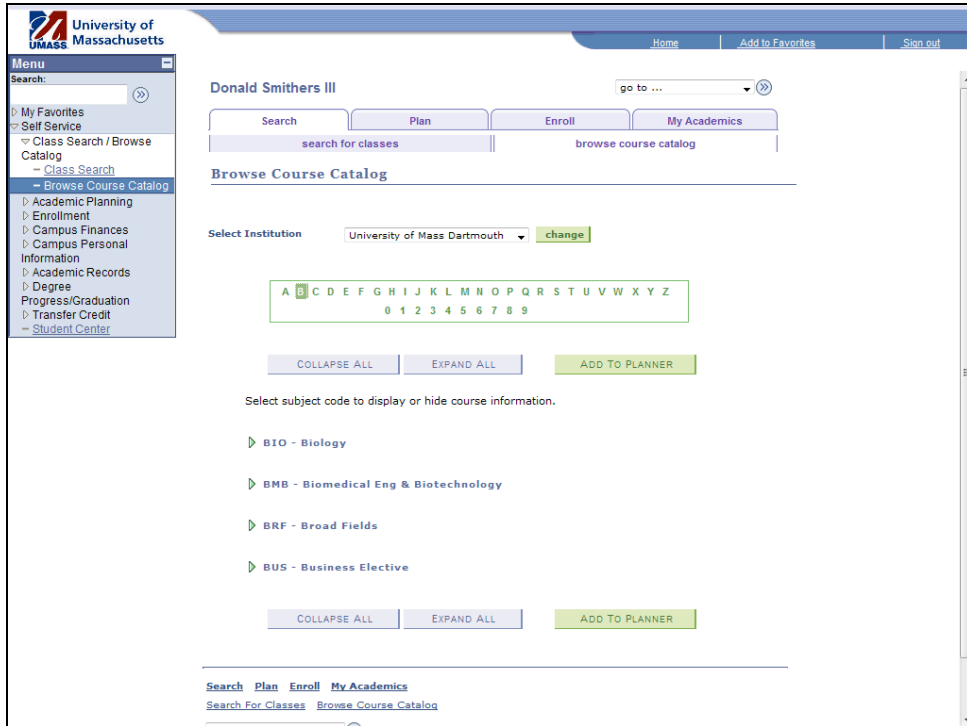 University of
UMASS Massachusetts
Home Add to Favorites Sign out
Menu
Search:
My Favorites
Self Service
Class Search / Browse
Catalog
Class Search
Browse Course Catalog
Academic Planning
Enrollment
Campus Finances
Campus Personal
Information
Academic Records
Degree
Progress/Graduation
Transfer Credit
Student Center
Donald Smithers III
go to ...
Search Plan Enroll My Academics
search for classes browse course catalog
Browse Course Catalog
Select Institution University of Mass Dartmouth change
A B C D E F G H I J K L M N O P Q R S T U V W X Y Z
0 1 2 3 4 5 6 7 8 9
COLLAPSE ALL EXPAND ALL ADD TO PLANNER
Select subject code to display or hide course information.
BIO - Biology
BMB - Biomedical Eng & Biotechnology
BRF - Broad Fields
BUS - Business Elective
COLLAPSE ALL EXPAND ALL ADD TO PLANNER
Search Plan Enroll My Academics
Search For Classes Browse Course Catalog